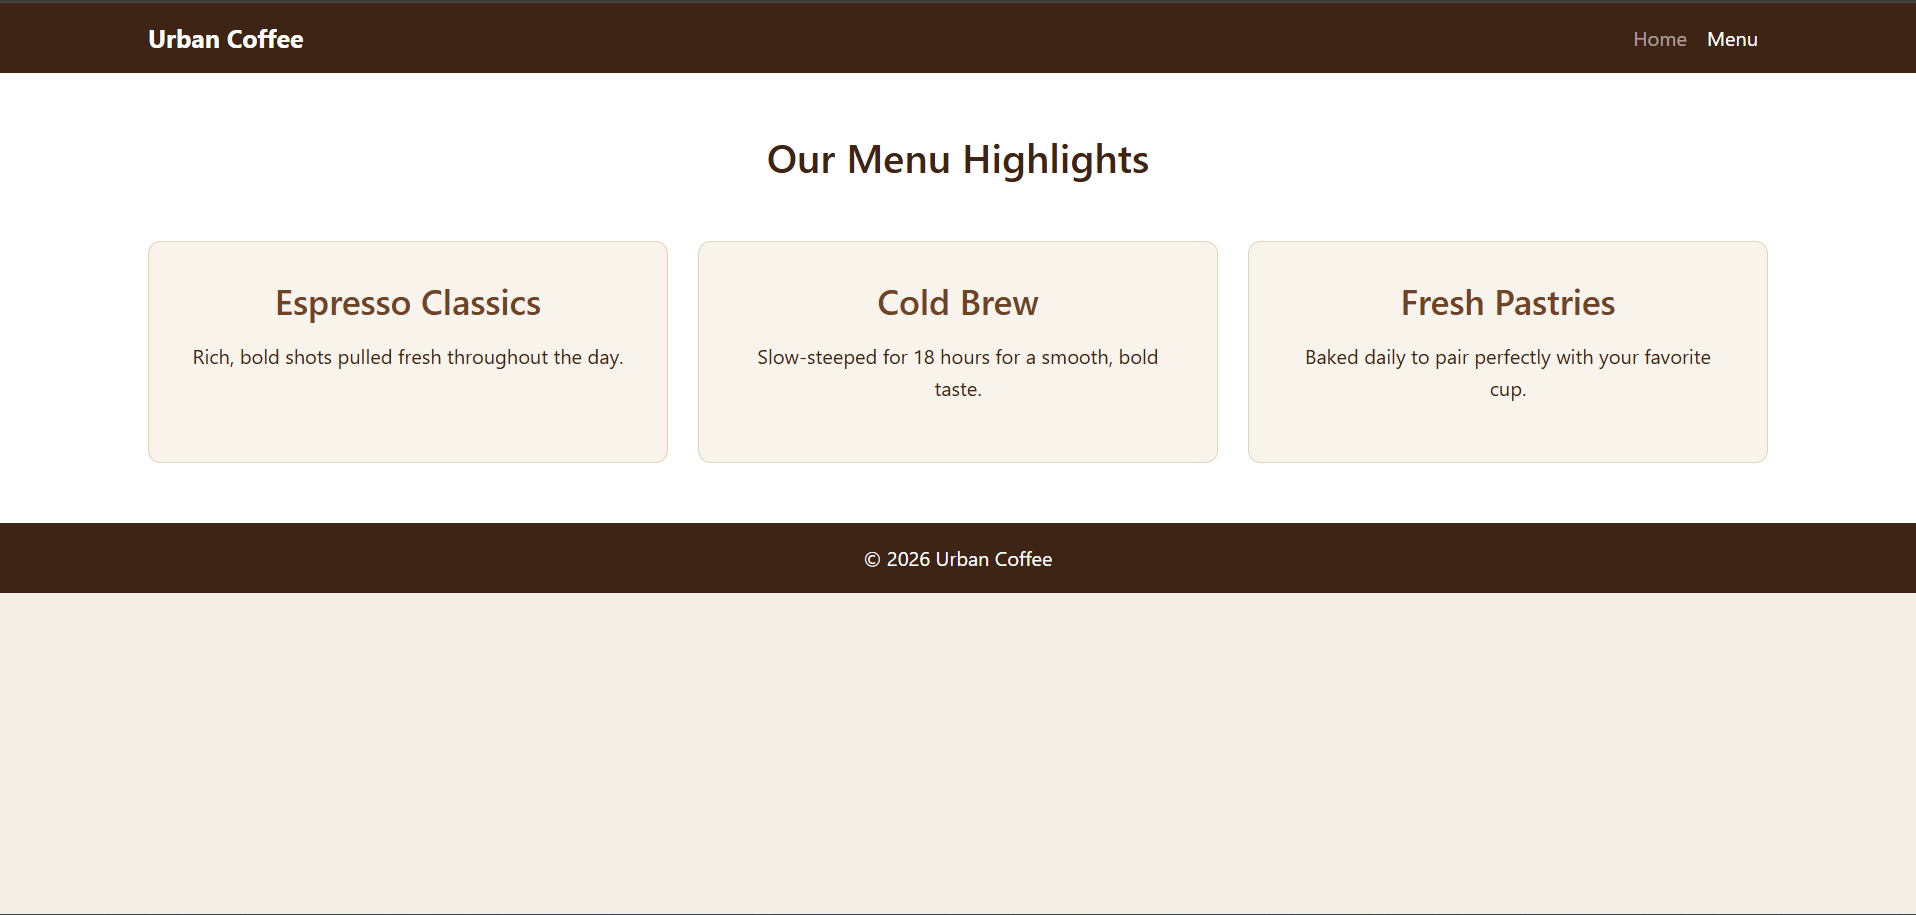 Urban Coffee
Home Menu
Our Menu Highlights
Espresso Classics
Rich, bold shots pulled fresh throughout the day.
Cold Brew
Slow-steeped for 18 hours for a smooth, bold
taste.
Fresh Pastries
Baked daily to pair perfectly with your favorite
cup.
© 2026 Urban Coffee